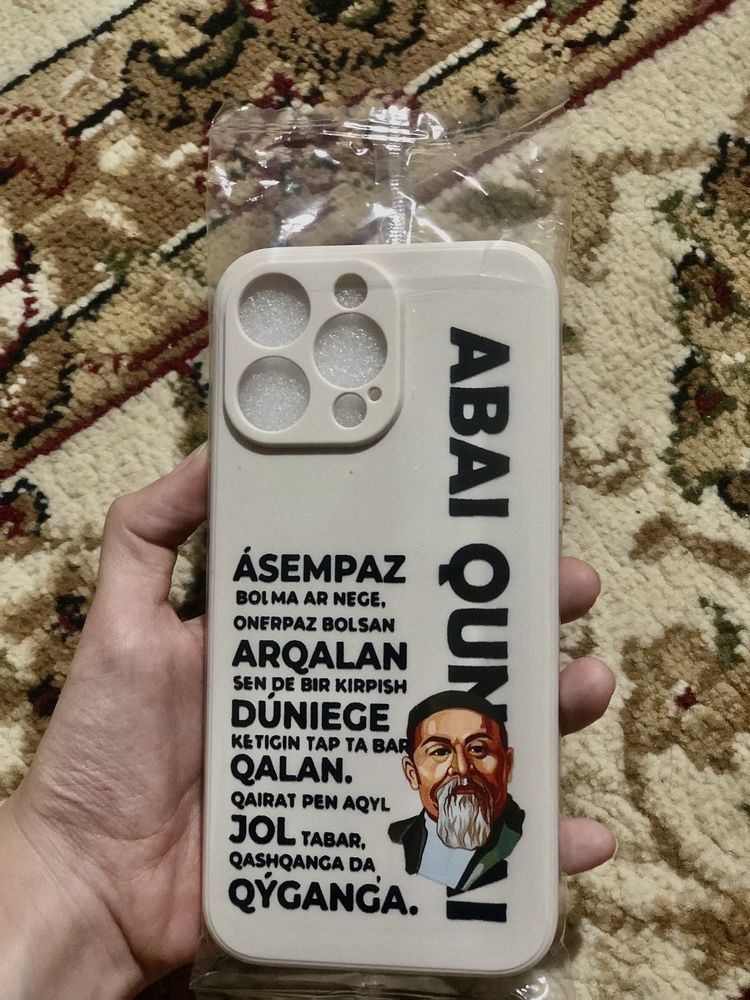 ÁSEMPAZ
BOLMA AR NEGE,
ONERPAZ BOLSAN
ARQALAN
SEN DE BIR KIRPISH
DÚNIEGE
KETIGIN TAP TA BAR
QALAN.
QAIRAT PEN AQYL
JOL TABAR,
QASHQANGA DA,
QÝGANGA.
ABAI